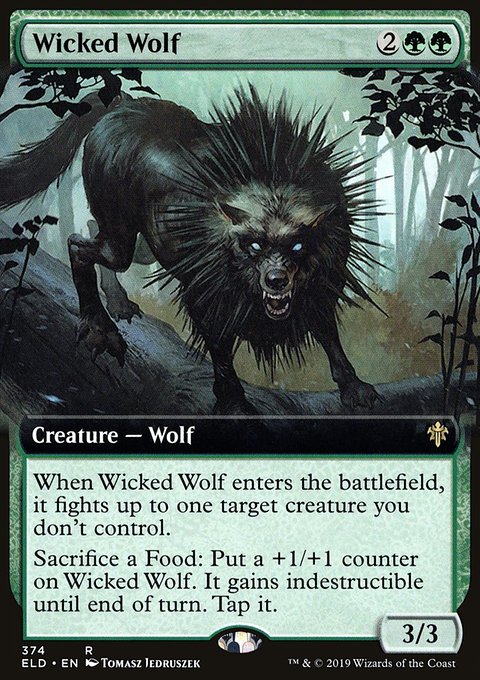 Wicked Wolf 2
Creature — Wolf
When Wicked Wolf enters the battlefield,
it fights up to one target creature you
don't control.
Sacrifice a Food: Put a +1/+1 counter
on Wicked Wolf. It gains indestructible
until end of turn. Tap it.
3/3
374 R
ELD • EN Tomasz Jedruszek
™ & © 2019 Wizards of the Coast